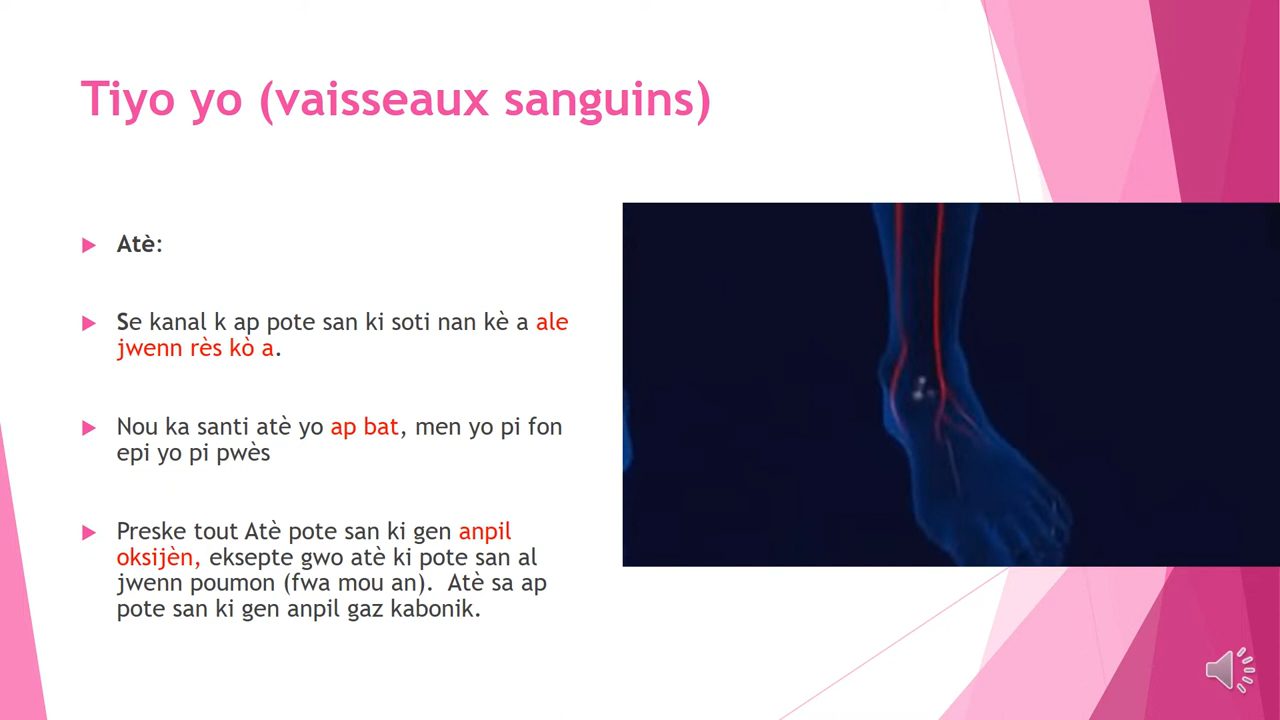 Tiyo yo (vaisseaux sanguins)
Atè:
Se kanal k ap pote san ki soti nan kè a ale
jwenn rès kò a.
Nou ka santi atè yo ap bat, men yo pi fon
epi yo pi pwès
Preske tout Atè pote san ki gen anpil
oksijèn, eksepte gwo atè ki pote san al
jwenn poumon (fwa mou an). Atè sa ap
pote san ki gen anpil gaz kabonik.